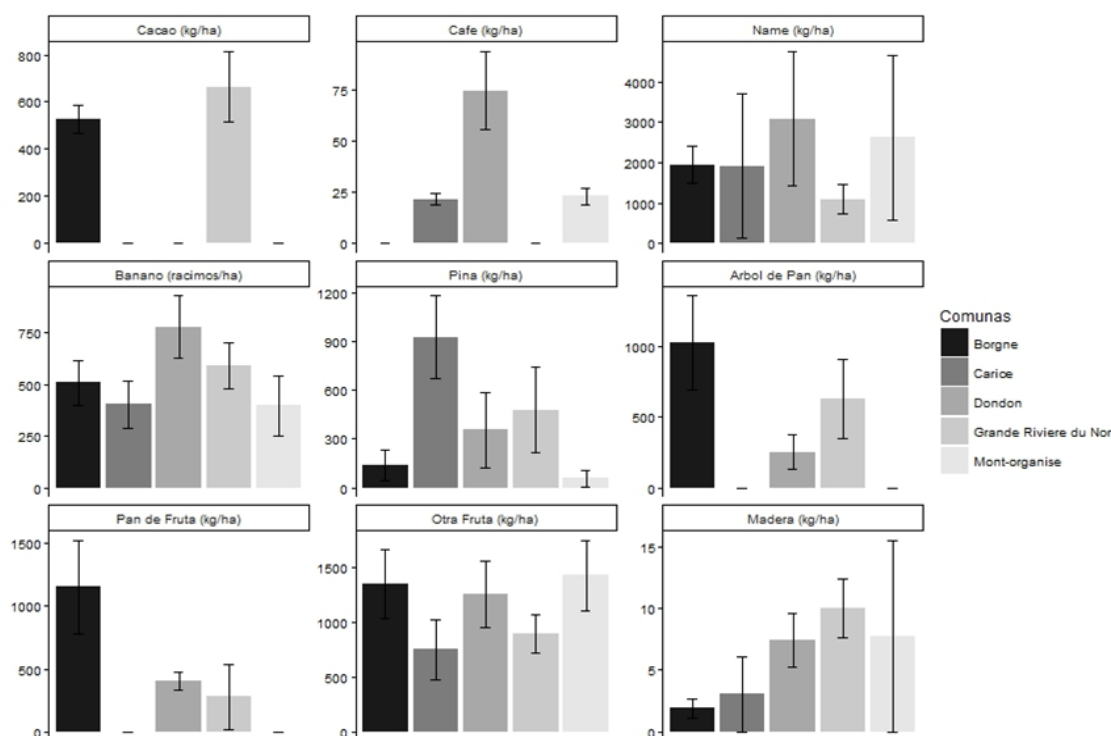 Cacao (kg/ha)
Cafe (kg/ha)
Name (kg/ha)
800
600
400
200
0
75
50
25
0
4000
3000
2000
1000
0
Banano (racimos/ha)
Pina (kg/ha)
Arbol de Pan (kg/ha)
750
500
250
0
1200
900
600
300
0
1000
500
0
Pan de Fruta (kg/ha)
Otra Fruta (kg/ha)
Madera (kg/ha)
1500
1000
500
0
1500
1000
500
0
15
10
5
0
Comunas
Borgne
Carice
Dondon
Grande Riviere du Nor
Mont-organise